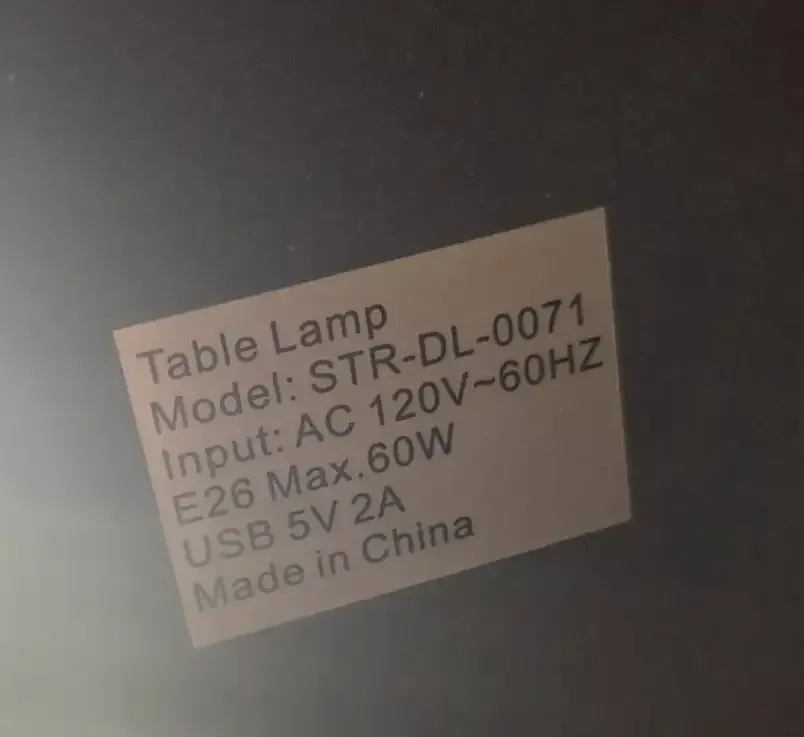 Table Lamp
Model: STR-DL-0071
Input: AC 120V~60HZ
E26 Max.60W
USB 5V 2A
Made in China